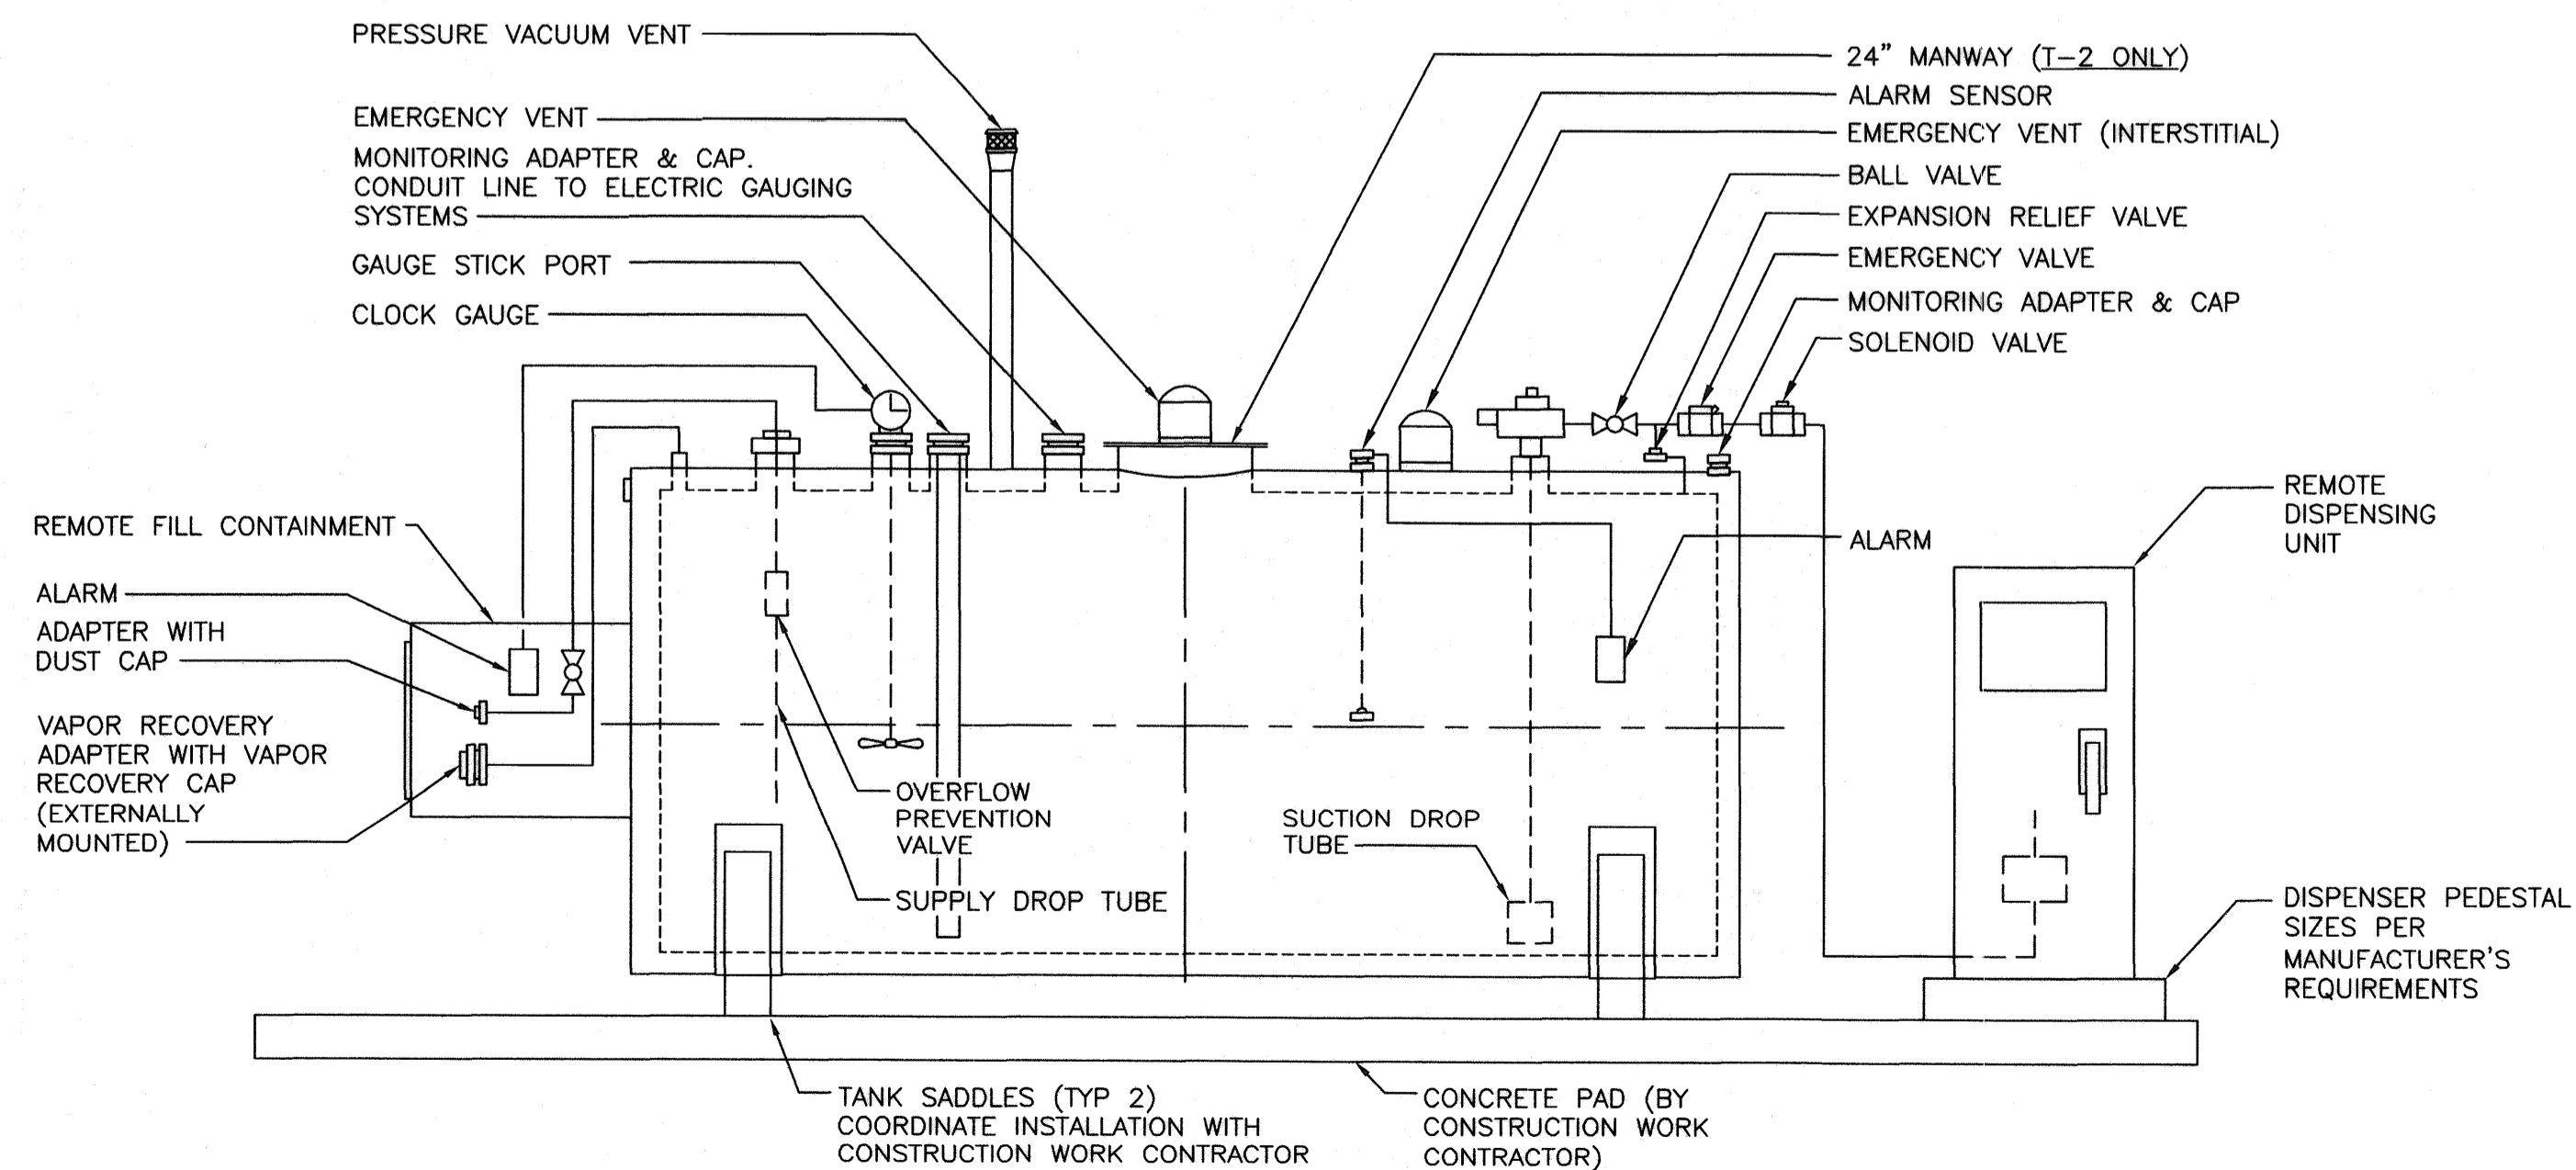 PRESSURE VACUUM VENT
EMERGENCY VENT
MONITORING ADAPTER & CAP.
CONDUIT LINE TO ELECTRIC GAUGING
SYSTEMS
GAUGE STICK PORT
CLOCK GAUGE
REMOTE FILL CONTAINMENT
ALARM
ADAPTER WITH
DUST CAP
VAPOR RECOVERY
ADAPTER WITH VAPOR
RECOVERY CAP
(EXTERNALLY
MOUNTED)
24" MANWAY (T-2 ONLY)
ALARM SENSOR
EMERGENCY VENT (INTERSTITIAL)
BALL VALVE
EXPANSION RELIEF VALVE
EMERGENCY VALVE
MONITORING ADAPTER & CAP
SOLENOID VALVE
ALARM
REMOTE
DISPENSING
UNIT
OVERFLOW
PREVENTION
VALVE
SUPPLY DROP TUBE
SUCTION DROP
TUBE
DISPENSER PEDESTAL
SIZES PER
MANUFACTURER'S
REQUIREMENTS
TANK SADDLES (TYP 2)
COORDINATE INSTALLATION WITH
CONSTRUCTION WORK CONTRACTOR
CONCRETE PAD (BY
CONSTRUCTION WORK
CONTRACTOR)